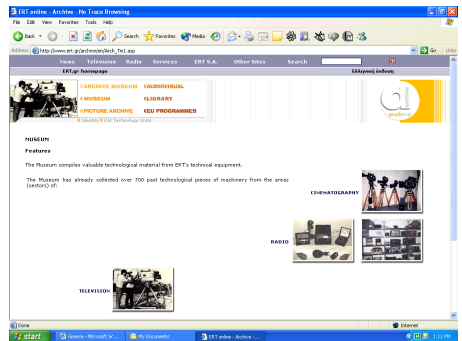 ERT online - Archive - No Trace Browsing
File Edit View Favorites Tools Help
Back Search Favorites Media
Address http://www.ert.gr/archive/en/Arch_Tm1.asp Go Links
News Television Radio Services ERT S.A. Other Sites Search
ERT.gr homepage Ελληνική έκδοση
ARCHIVE MUSEUM AUDIOVISUAL
MUSEUM LIBRARY
PICTURE ARCHIVE EU PROGRAMMES
Identity Old Technology Units
archive
MUSEUM
Features
The Museum compiles valuable technological material from ERT's technical equipment.
The Museum has already collected over 700 past technological pieces of machinery from the areas
(sectors) of:
CINEMATOGRAPHY
RADIO
TELEVISION
Done Internet
start Greece - Microsoft W... My Documents ERT online - Archive -... 1:12 PM